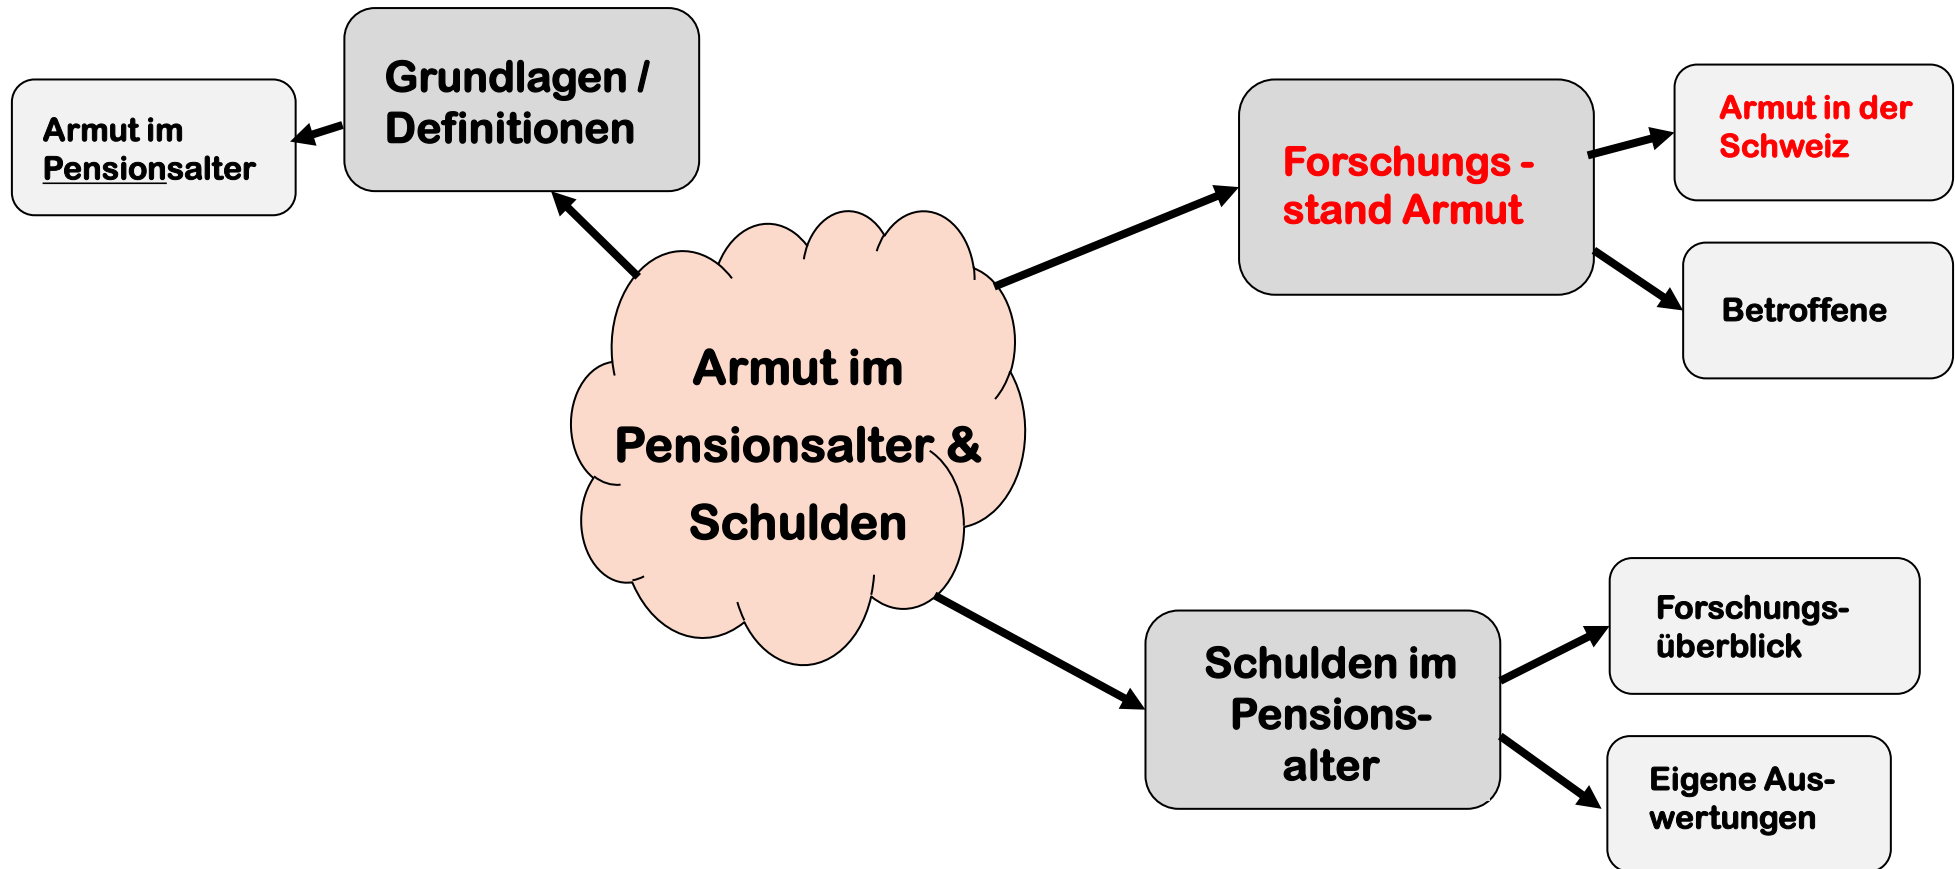 Grundlagen /
Definitionen
Armut im
Pensionsalter
Forschungs -
stand Armut
Armut in der
Schweiz
Betroffene
Armut im
Pensionsalter &
Schulden
Schulden im
Pensions-
alter
Forschungs-
überblick
Eigene Aus-
wertungen